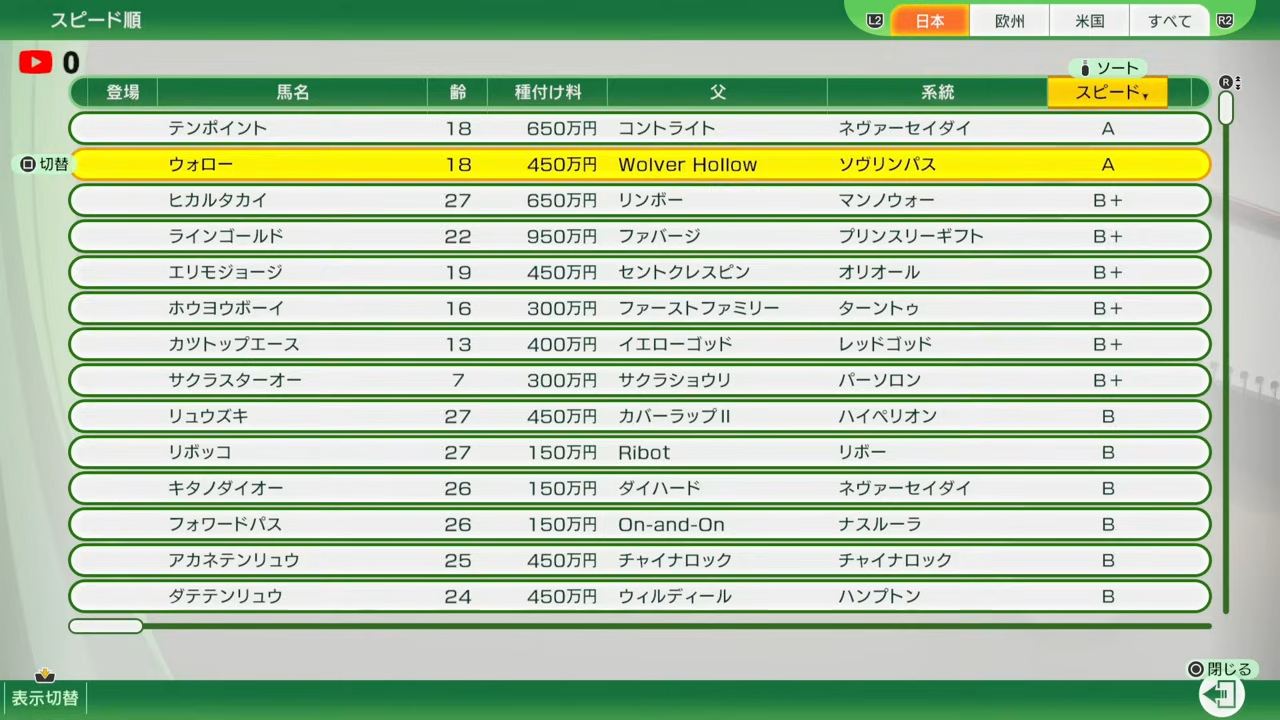 スピード順 L2 日本 欧州 米国 すべて R2
0
ソート
登場 馬名 齢 種付け料 父 系統 スピード R
テンポイント 18 650万円 コントライト ネヴァーセイダイ A
切替 ウォロー 18 450万円 Wolver Hollow ソヴリンパス A
ヒカルタカイ 27 650万円 リンボー マンノウォー B+
ラインゴールド 22 950万円 ファバージ プリンスリーギフト B+
エリモジョージ 19 450万円 セントクレスピン オリオール B+
ホウヨウボーイ 16 300万円 ファーストファミリー ターントゥ B+
カツトップエース 13 400万円 イエローゴッド レッドゴッド B+
サクラスターオー 7 300万円 サクラショウリ パーソロン B+
リュウズキ 27 450万円 カバーラップⅡ ハイペリオン B
リボッコ 27 150万円 Ribot リボー B
キタノダイオー 26 150万円 ダイハード ネヴァーセイダイ B
フォワードパス 26 150万円 On-and-On ナスルーラ B
アカネテンリュウ 25 450万円 チャイナロック チャイナロック B
ダテテンリュウ 24 450万円 ウィルディール ハンプトン B
閉じる
表示切替